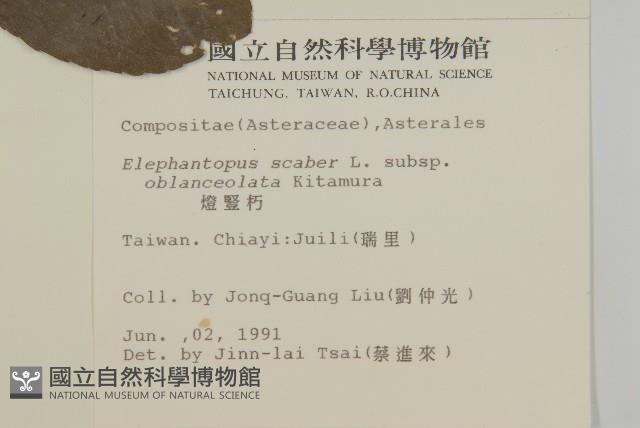 國立自然科學博物館
NATIONAL MUSEUM OF NATURAL SCIENCE
TAICHUNG, TAIWAN, R.O.CHINA
Compositae(Asteraceae),Asterales
Elephantopus scaber L. subsp.
oblanceolata Kitamura
燈豎朽
Taiwan. Chiayi:Juili(瑞里)
Coll. by Jonq-Guang Liu(劉仲光)
Jun. ,02, 1991
Det. by Jinn-lai Tsai(蔡進來)
國立自然科學博物館
NATIONAL MUSEUM OF NATURAL SCIENCE